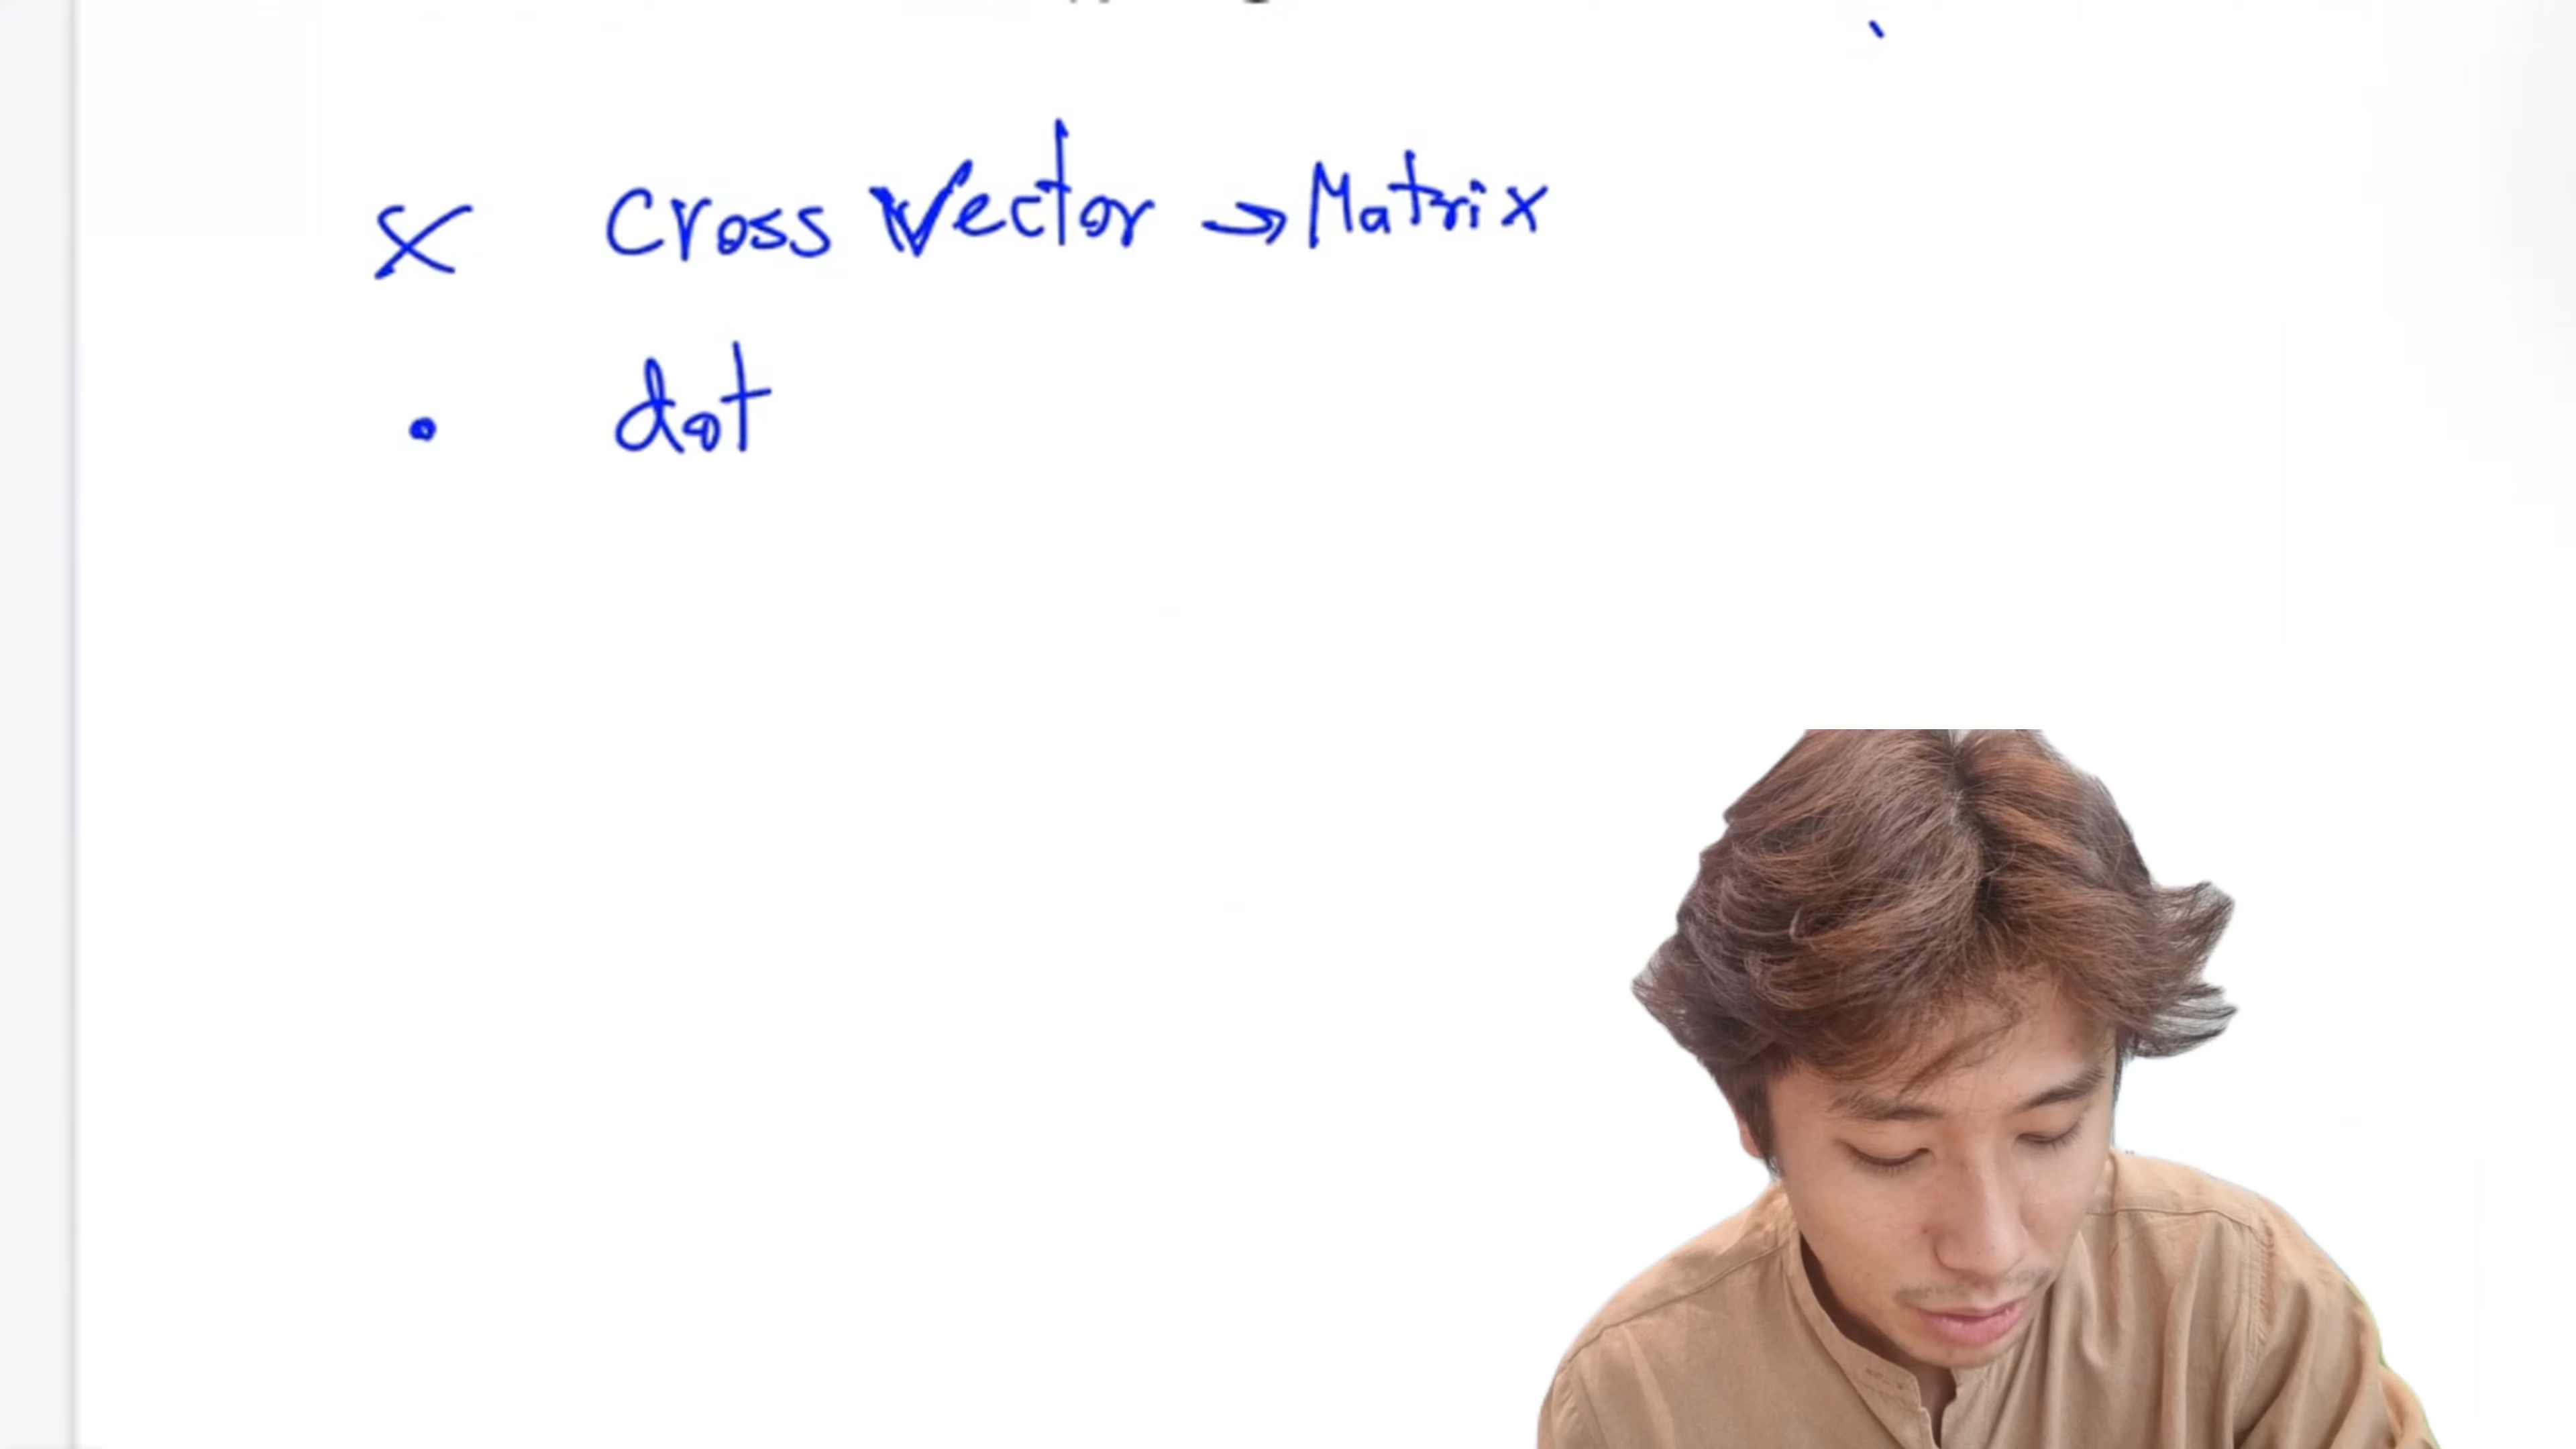 × Cross Vector → Matrix
• dot